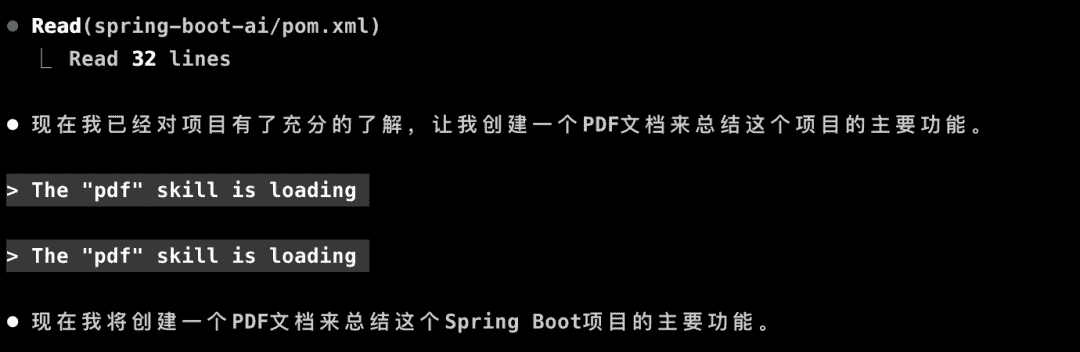 ● Read(spring-boot-ai/pom.xml)
⎿ Read 32 lines
● 现在我已经对项目有了充分的了解，让我创建一个PDF文档来总结这个项目的主要功能。
> The "pdf" skill is loading
> The "pdf" skill is loading
● 现在我将创建一个PDF文档来总结这个Spring Boot项目的主要功能。